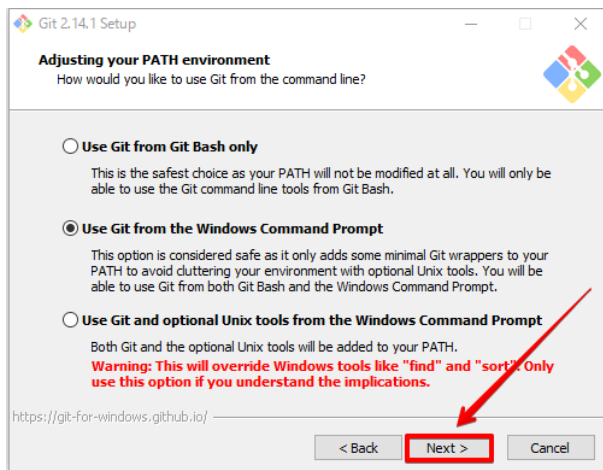 Git 2.14.1 Setup
Adjusting your PATH environment
How would you like to use Git from the command line?
Use Git from Git Bash only
This is the safest choice as your PATH will not be modified at all. You will only be
able to use the Git command line tools from Git Bash.
Use Git from the Windows Command Prompt
This option is considered safe as it only adds some minimal Git wrappers to your
PATH to avoid cluttering your environment with optional Unix tools. You will be
able to use Git from both Git Bash and the Windows Command Prompt.
Use Git and optional Unix tools from the Windows Command Prompt
Both Git and the optional Unix tools will be added to your PATH.
Warning: This will override Windows tools like "find" and "sort". Only
use this option if you understand the implications.
https://git-for-windows.github.io/
< Back Next > Cancel